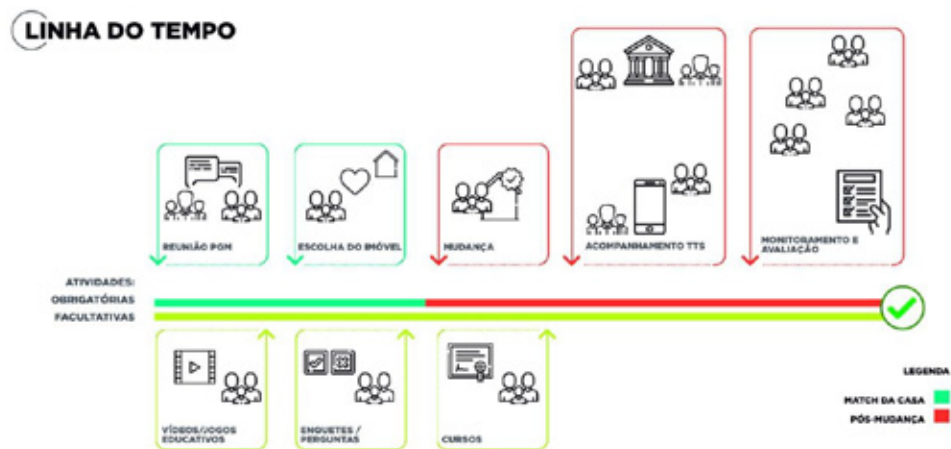 LINHA DO TEMPO
REUNIÃO PGM
ESCOLHA DO IMÓVEL
MUDANÇA
ACOMPANHAMENTO TTS
MONITORAMENTO E
AVALIAÇÃO
ATIVIDADES:
OBRIGATÓRIAS
FACULTATIVAS
VÍDEOS/JOGOS
EDUCATIVOS
ENQUETES /
PERGUNTAS
CURSOS
LEGENDA
MATCH DA CASA
PÓS-MUDANÇA